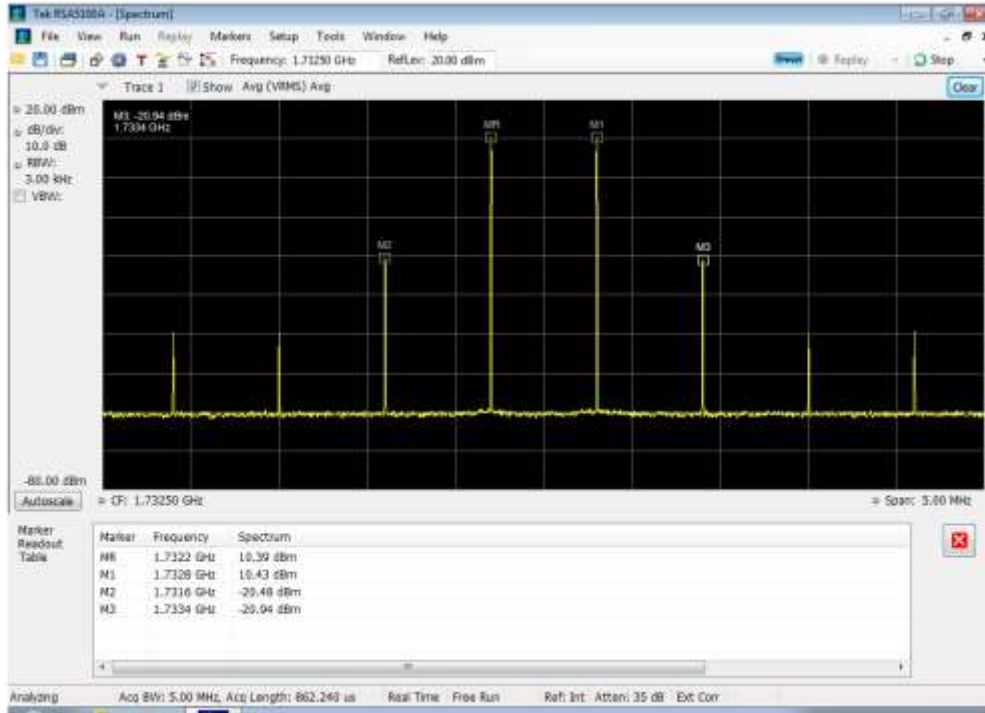 Tek RSA5100A - [Spectrum]
File View Run Replay Markers Setup Tools Window Help
Frequency: 1.73250 GHz RefLev: 20.00 dBm Preset Replay Stop
Trace 1 Show Avg (VRMS) Avg Clear
20.00 dBm
dB/div:
10.0 dB
RBW:
3.00 kHz
VBW:
M3: -20.94 dBm
1.7334 GHz
MR
M1
M2
M3
-80.00 dBm
Autoscale CF: 1.73250 GHz Span: 5.00 MHz
Marker
Readout
Table
Marker Frequency Spectrum
MR 1.7322 GHz 10.39 dBm
M1 1.7328 GHz 10.43 dBm
M2 1.7316 GHz -20.48 dBm
M3 1.7334 GHz -20.94 dBm
Analyzing Acq BW: 5.00 MHz, Acq Length: 862.240 us Real Time Free Run Ref: Int Atten: 35 dB Ext Corr